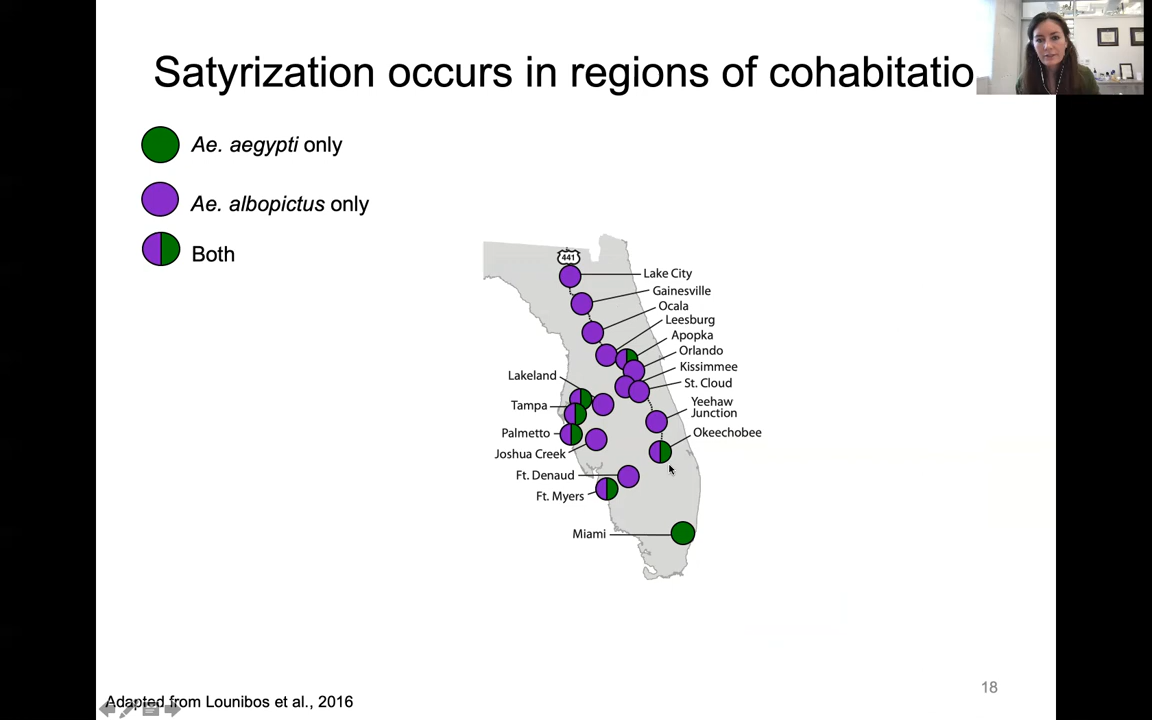 Satyrization occurs in regions of cohabitatio
Ae. aegypti only
Ae. albopictus only
Both
441
Lake City
Gainesville
Ocala
Leesburg
Apopka
Orlando
Kissimmee
St. Cloud
Yeehaw
Junction
Okeechobee
Lakeland
Tampa
Palmetto
Joshua Creek
Ft. Denaud
Ft. Myers
Miami
18
Adapted from Lounibos et al., 2016